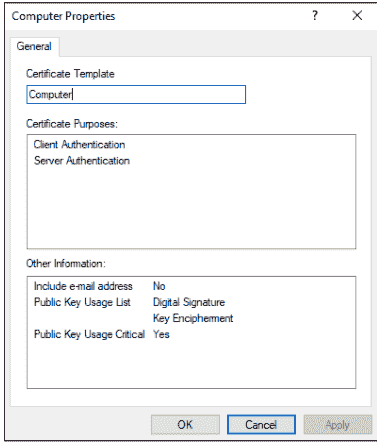 Computer Properties ? ×
General
Certificate Template
Computer
Certificate Purposes:
Client Authentication
Server Authentication
Other Information:
Include e-mail address No
Public Key Usage List Digital Signature
Key Encipherment
Public Key Usage Critical Yes
OK Cancel Apply